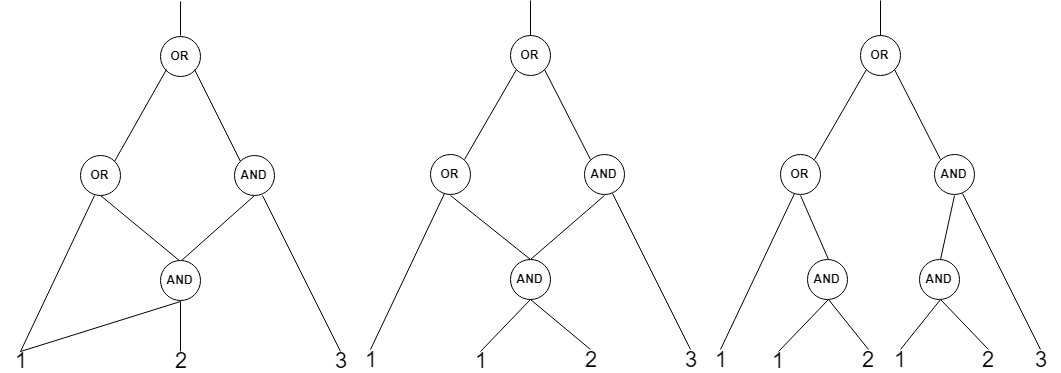 OR OR OR
OR AND OR AND OR AND
AND AND AND AND
1 2 3 1 1 2 3 1 1 2 1 2 3